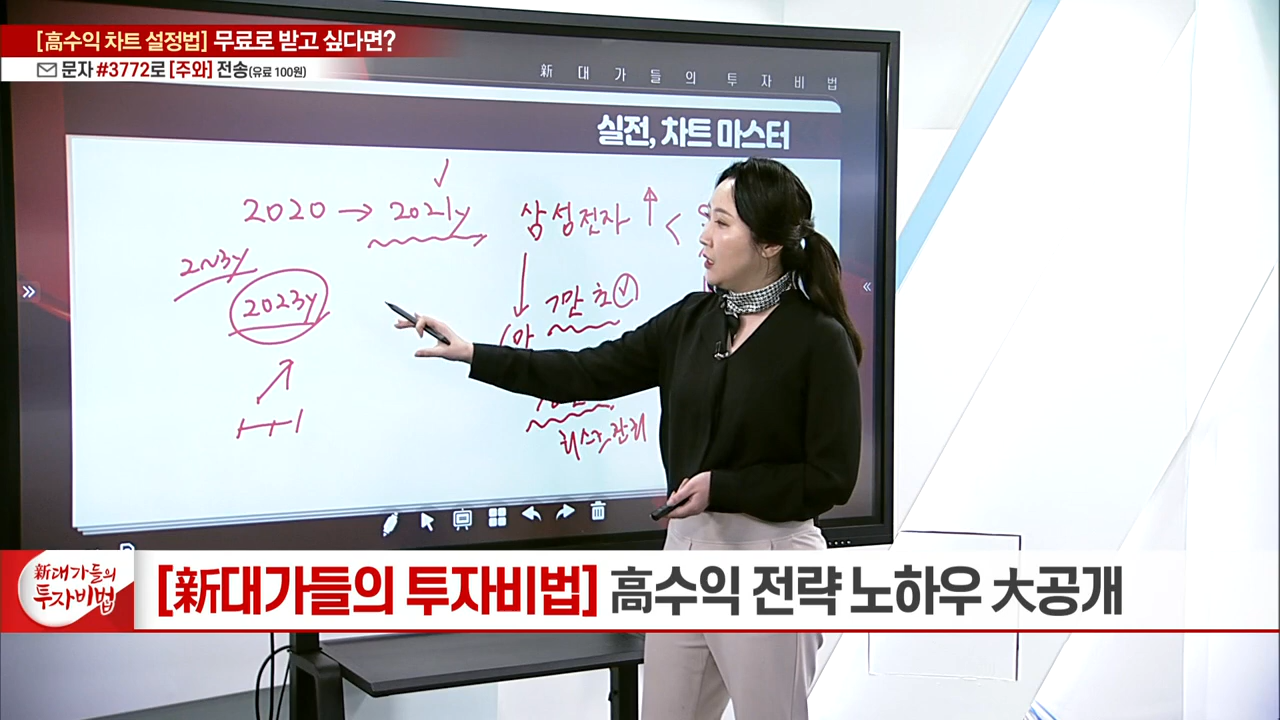 [高수익 차트 설정법] 무료로 받고 싶다면?
문자 #3772로 [주와] 전송(유료 100원)
新 대 가 들 의 투 자 비 법
실전, 차트 마스터
2020 → 2021y 삼성전자 ↑ <
2~3y
2023y
7만 초
리스크 관리
新대가들의
투자비법
[新대가들의 투자비법] 高수익 전략 노하우 大공개